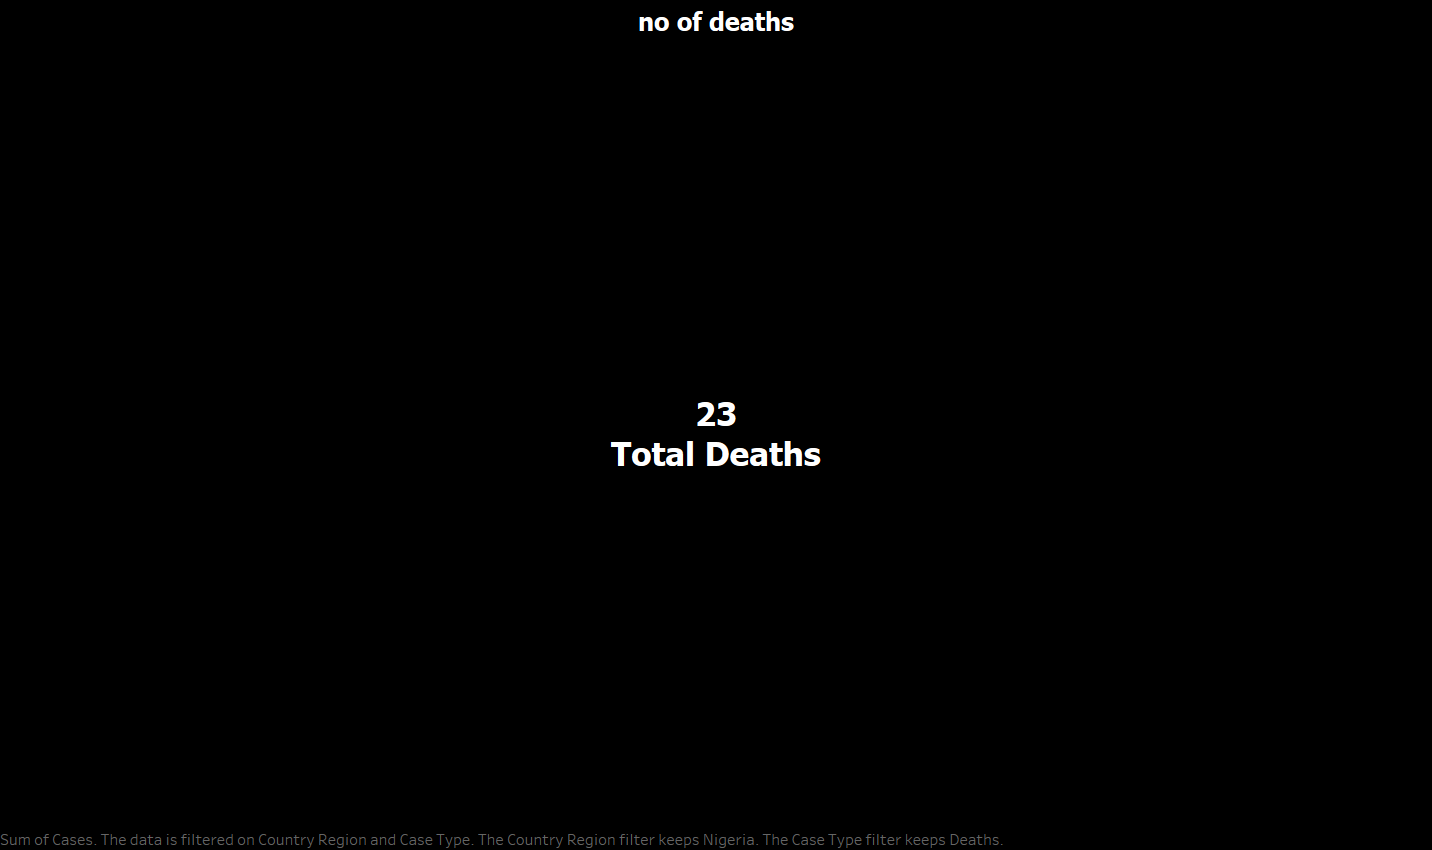 no of deaths
23
Total Deaths
Sum of Cases. The data is filtered on Country Region and Case Type. The Country Region filter keeps Nigeria. The Case Type filter keeps Deaths.